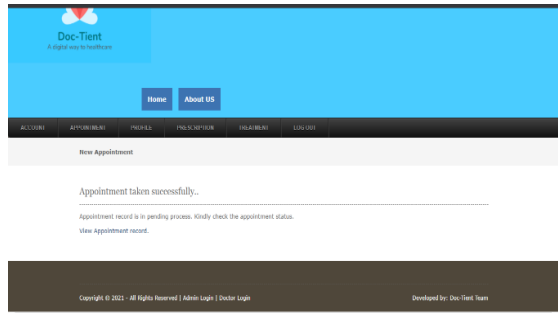 Doc-Tient
A digital way to healthcare
Home About US
ACCOUNT APPOINTMENT PROFILE PRESCRIPTION TREATMENT LOGOUT
New Appointment
Appointment taken successfully..
Appointment record is in pending process. Kindly check the appointment status.
View Appointment record.
Copyright © 2021 - All Rights Reserved | Admin Login | Doctor Login Developed by: Doc-Tient Team